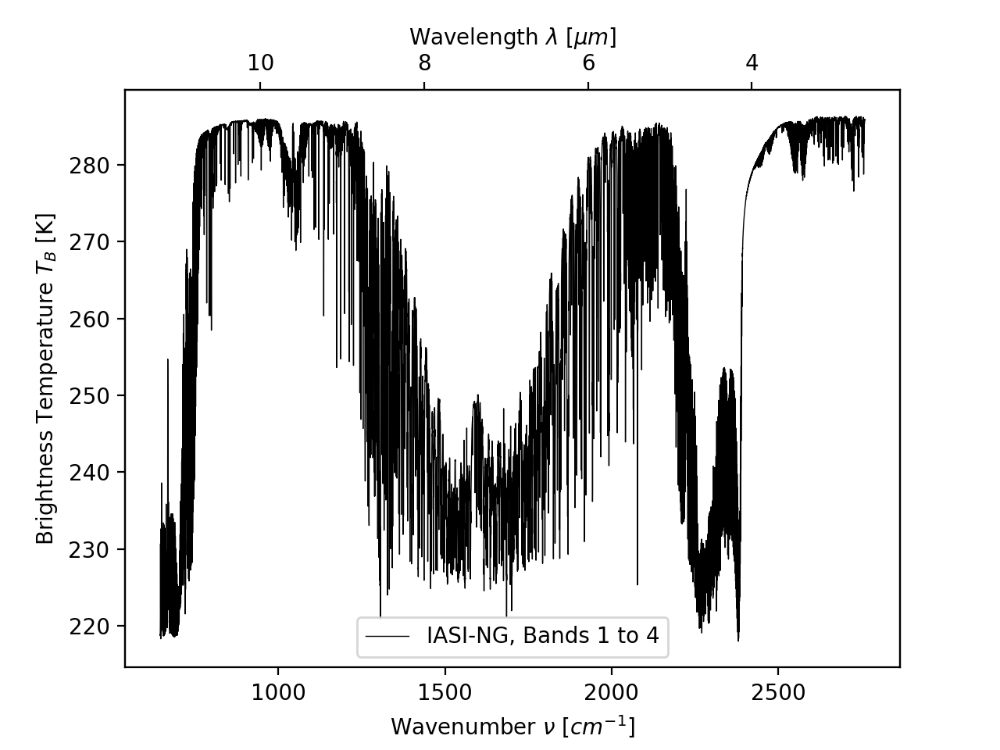 Wavelength λ [μm]
10 8 6 4
Brightness Temperature T_B [K]
280
270
260
250
240
230
220
IASI-NG, Bands 1 to 4
1000 1500 2000 2500
Wavenumber ν [cm⁻¹]